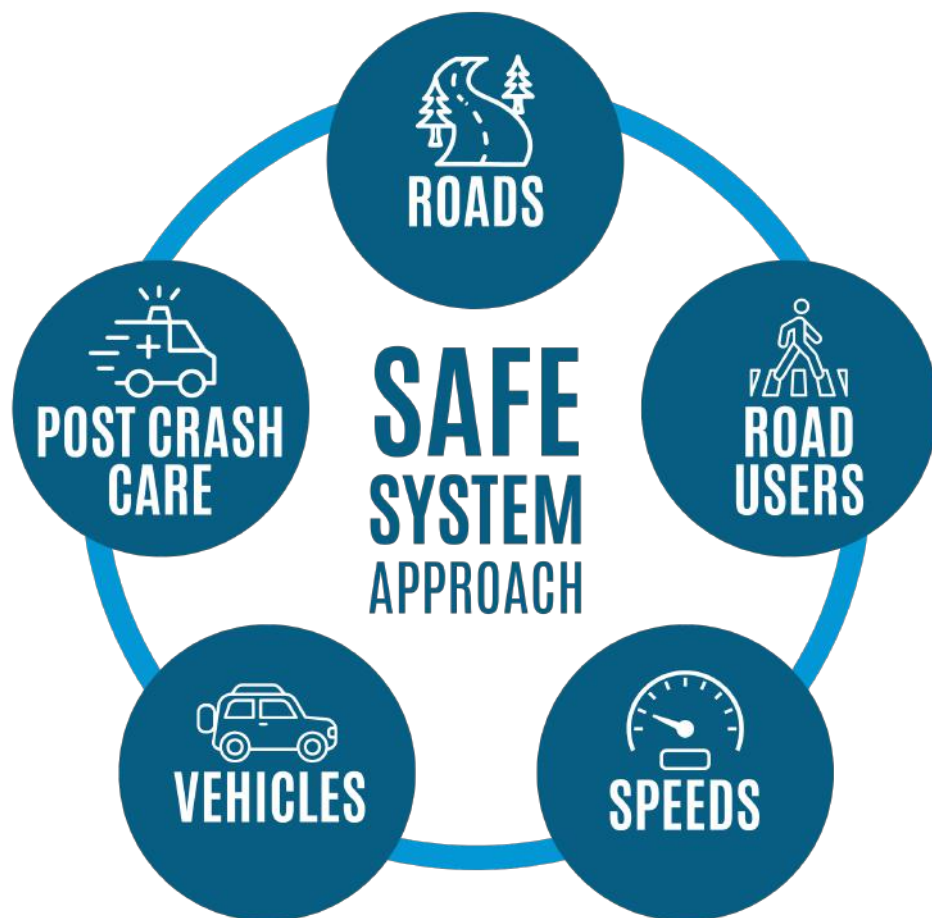 ROADS
ROAD
USERS
SPEEDS
VEHICLES
POST CRASH
CARE
SAFE
SYSTEM
APPROACH